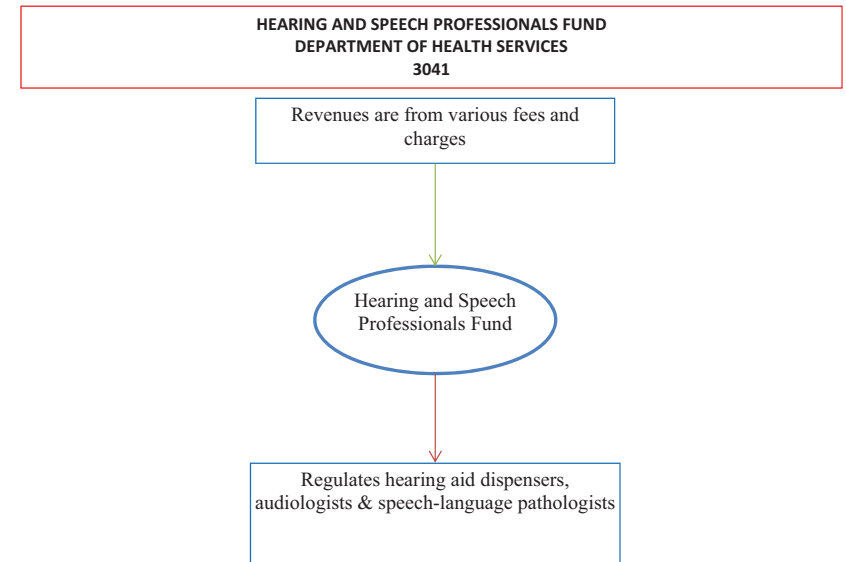 HEARING AND SPEECH PROFESSIONALS FUND
DEPARTMENT OF HEALTH SERVICES
3041
Revenues are from various fees and
charges
Hearing and Speech
Professionals Fund
Regulates hearing aid dispensers,
audiologists & speech-language pathologists